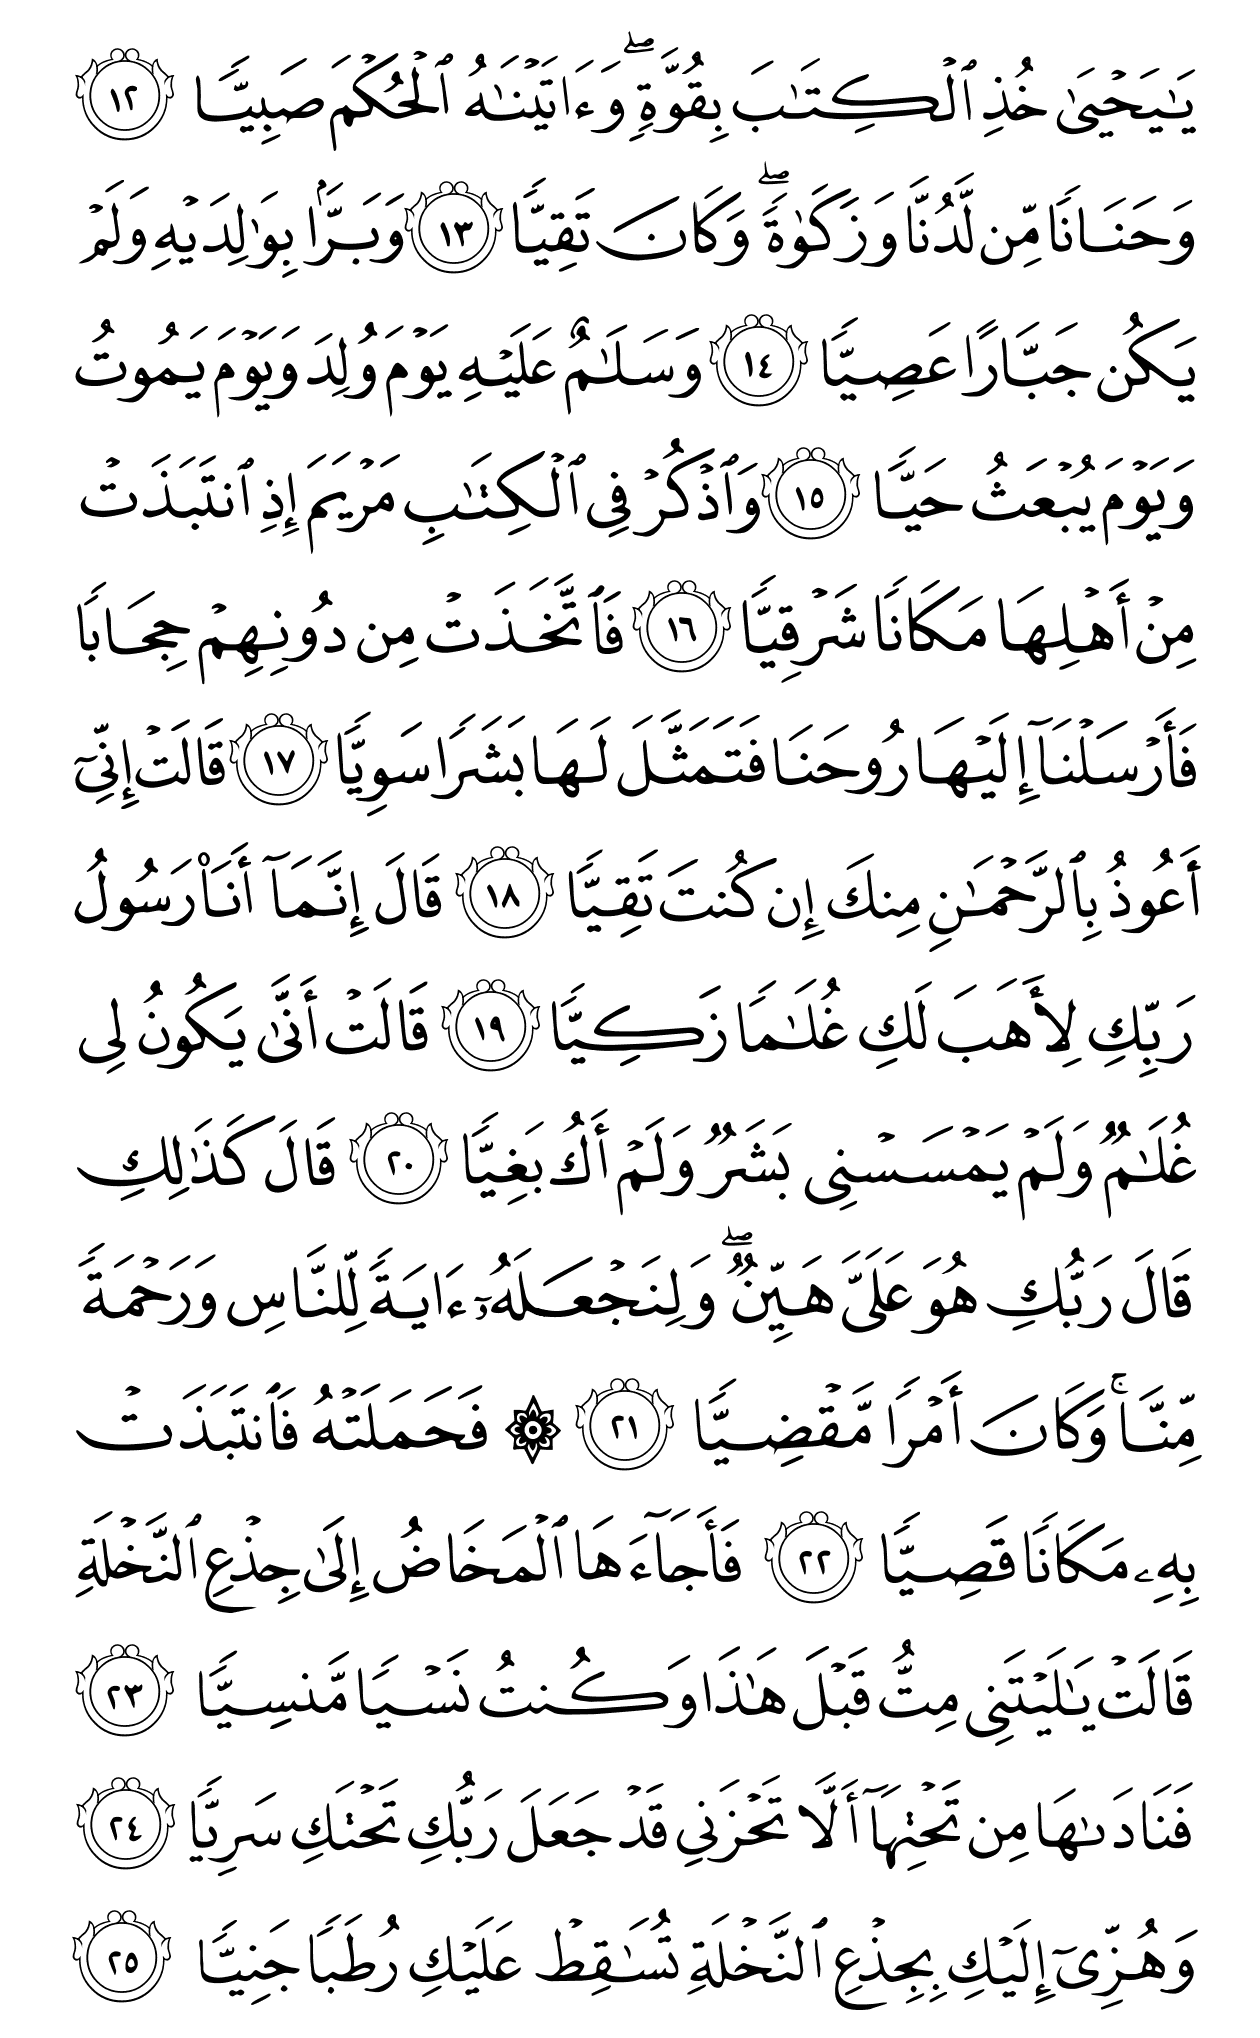 يَٰيَحۡيَىٰ خُذِ ٱلۡكِتَٰبَ بِقُوَّةٖۖ وَءَاتَيۡنَٰهُ ٱلۡحُكۡمَ صَبِيّٗا ١٢
وَحَنَانٗا مِّن لَّدُنَّا وَزَكَوٰةٗۖ وَكَانَ تَقِيّٗا ١٣ وَبَرَّۢا بِوَٰلِدَيۡهِ وَلَمۡ
يَكُن جَبَّارًا عَصِيّٗا ١٤ وَسَلَٰمٌ عَلَيۡهِ يَوۡمَ وُلِدَ وَيَوۡمَ يَمُوتُ
وَيَوۡمَ يُبۡعَثُ حَيّٗا ١٥ وَٱذۡكُرۡ فِي ٱلۡكِتَٰبِ مَرۡيَمَ إِذِ ٱنتَبَذَتۡ
مِنۡ أَهۡلِهَا مَكَانٗا شَرۡقِيّٗا ١٦ فَٱتَّخَذَتۡ مِن دُونِهِمۡ حِجَابٗا
فَأَرۡسَلۡنَآ إِلَيۡهَا رُوحَنَا فَتَمَثَّلَ لَهَا بَشَرٗا سَوِيّٗا ١٧ قَالَتۡ إِنِّيٓ
أَعُوذُ بِٱلرَّحۡمَٰنِ مِنكَ إِن كُنتَ تَقِيّٗا ١٨ قَالَ إِنَّمَآ أَنَا۠ رَسُولُ
رَبِّكِ لِأَهَبَ لَكِ غُلَٰمٗا زَكِيّٗا ١٩ قَالَتۡ أَنَّىٰ يَكُونُ لِي
غُلَٰمٞ وَلَمۡ يَمۡسَسۡنِي بَشَرٞ وَلَمۡ أَكُ بَغِيّٗا ٢٠ قَالَ كَذَٰلِكِ
قَالَ رَبُّكِ هُوَ عَلَيَّ هَيِّنٞۖ وَلِنَجۡعَلَهُۥٓ ءَايَةٗ لِّلنَّاسِ وَرَحۡمَةٗ
مِّنَّاۚ وَكَانَ أَمۡرٗا مَّقۡضِيّٗا ٢١ ۞ فَحَمَلَتۡهُ فَٱنتَبَذَتۡ
بِهِۦ مَكَانٗا قَصِيّٗا ٢٢ فَأَجَآءَهَا ٱلۡمَخَاضُ إِلَىٰ جِذۡعِ ٱلنَّخۡلَةِ
قَالَتۡ يَٰلَيۡتَنِي مِتُّ قَبۡلَ هَٰذَا وَكُنتُ نَسۡيٗا مَّنسِيّٗا ٢٣
فَنَادَىٰهَا مِن تَحۡتِهَآ أَلَّا تَحۡزَنِي قَدۡ جَعَلَ رَبُّكِ تَحۡتَكِ سَرِيّٗا ٢٤
وَهُزِّيٓ إِلَيۡكِ بِجِذۡعِ ٱلنَّخۡلَةِ تُسَٰقِطۡ عَلَيۡكِ رُطَبٗا جَنِيّٗا ٢٥